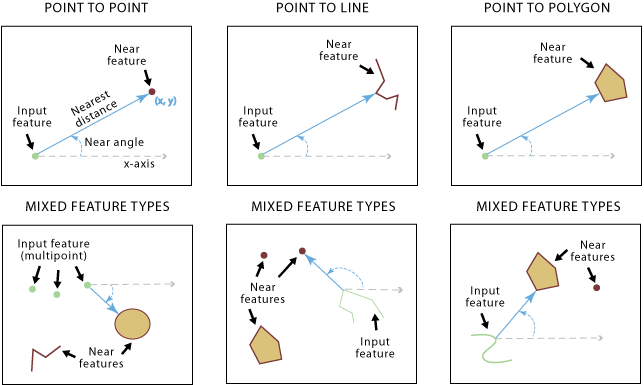 POINT TO POINT
Near
feature
(x, y)
Nearest
distance
Input
feature
Near angle
x-axis
POINT TO LINE
Near
feature
Input
feature
POINT TO POLYGON
Near
feature
Input
feature
MIXED FEATURE TYPES
Input feature
(multipoint)
Near
features
MIXED FEATURE TYPES
Near
features
Input
feature
MIXED FEATURE TYPES
Near
features
Input
feature